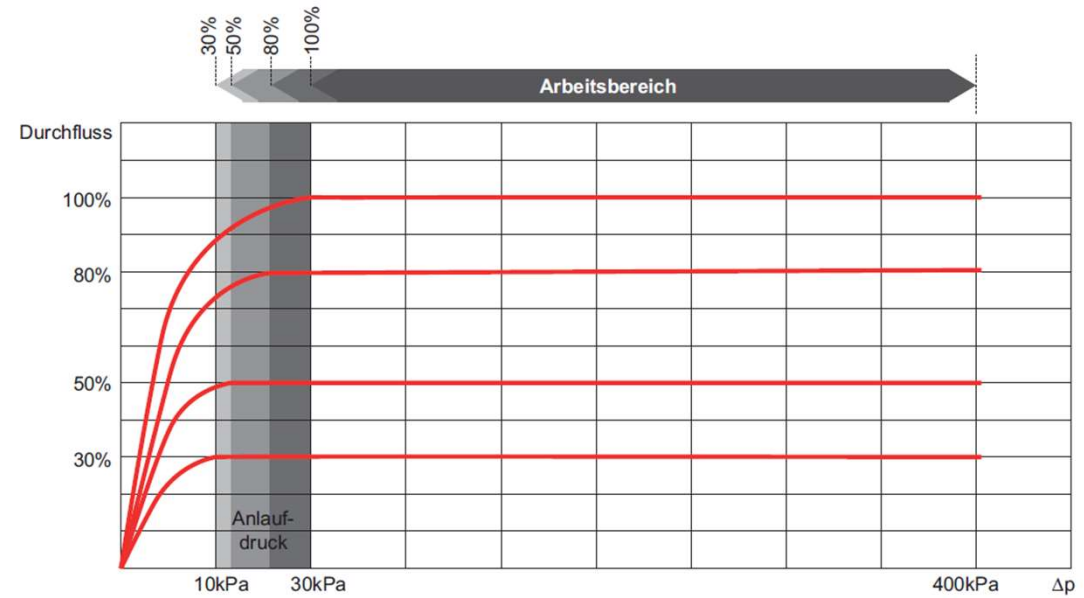 30%
50%
80%
100%
Arbeitsbereich
Durchfluss
100%
80%
50%
30%
Anlauf-
druck
10kPa
30kPa
400kPa
Δp